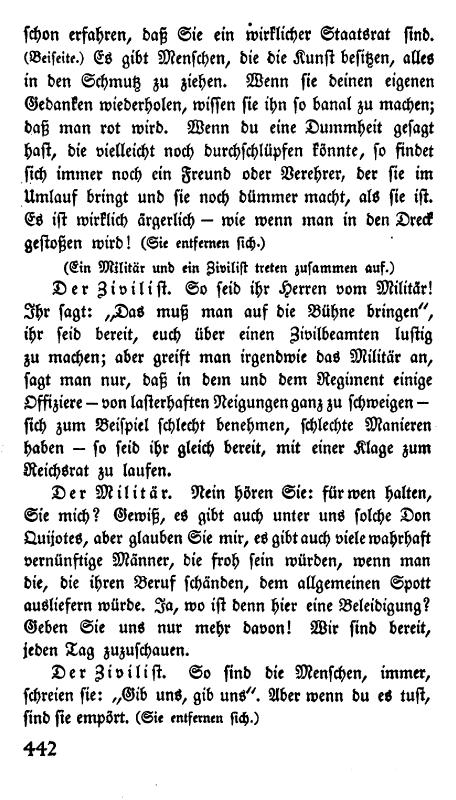 schon erfahren, daß Sie ein wirklicher Staatsrat sind.
(Beiseite.) Es gibt Menschen, die die Kunst besitzen, alles
in den Schmutz zu ziehen. Wenn sie deinen eigenen
Gedanken wiederholen, wissen sie ihn so banal zu machen;
daß man rot wird. Wenn du eine Dummheit gesagt
hast, die vielleicht noch durchschlüpfen könnte, so findet
sich immer noch ein Freund oder Verehrer, der sie im
Umlauf bringt und sie noch dümmer macht, als sie ist.
Es ist wirklich ärgerlich — wie wenn man in den Dreck
gestoßen wird! (Sie entfernen sich.)
(Ein Militär und ein Zivilist treten zusammen auf.)
Der Zivilist. So seid ihr Herren vom Militär!
Ihr sagt: „Das muß man auf die Bühne bringen“,
ihr seid bereit, euch über einen Zivilbeamten lustig
zu machen; aber greift man irgendwie das Militär an,
sagt man nur, daß in dem und dem Regiment einige
Offiziere — von lasterhaften Neigungen ganz zu schweigen —
sich zum Beispiel schlecht benehmen, schlechte Manieren
haben — so seid ihr gleich bereit, mit einer Klage zum
Reichsrat zu laufen.
Der Militär. Nein hören Sie: für wen halten,
Sie mich? Gewiß, es gibt auch unter uns solche Don
Quijotes, aber glauben Sie mir, es gibt auch viele wahrhaft
vernünftige Männer, die froh sein würden, wenn man
die, die ihren Beruf schänden, dem allgemeinen Spott
ausliefern würde. Ja, wo ist denn hier eine Beleidigung?
Geben Sie uns nur mehr davon! Wir sind bereit,
jeden Tag zuzuschauen.
Der Zivilist. So sind die Menschen, immer,
schreien sie: „Gib uns, gib uns“. Aber wenn du es tust,
sind sie empört. (Sie entfernen sich.)
442